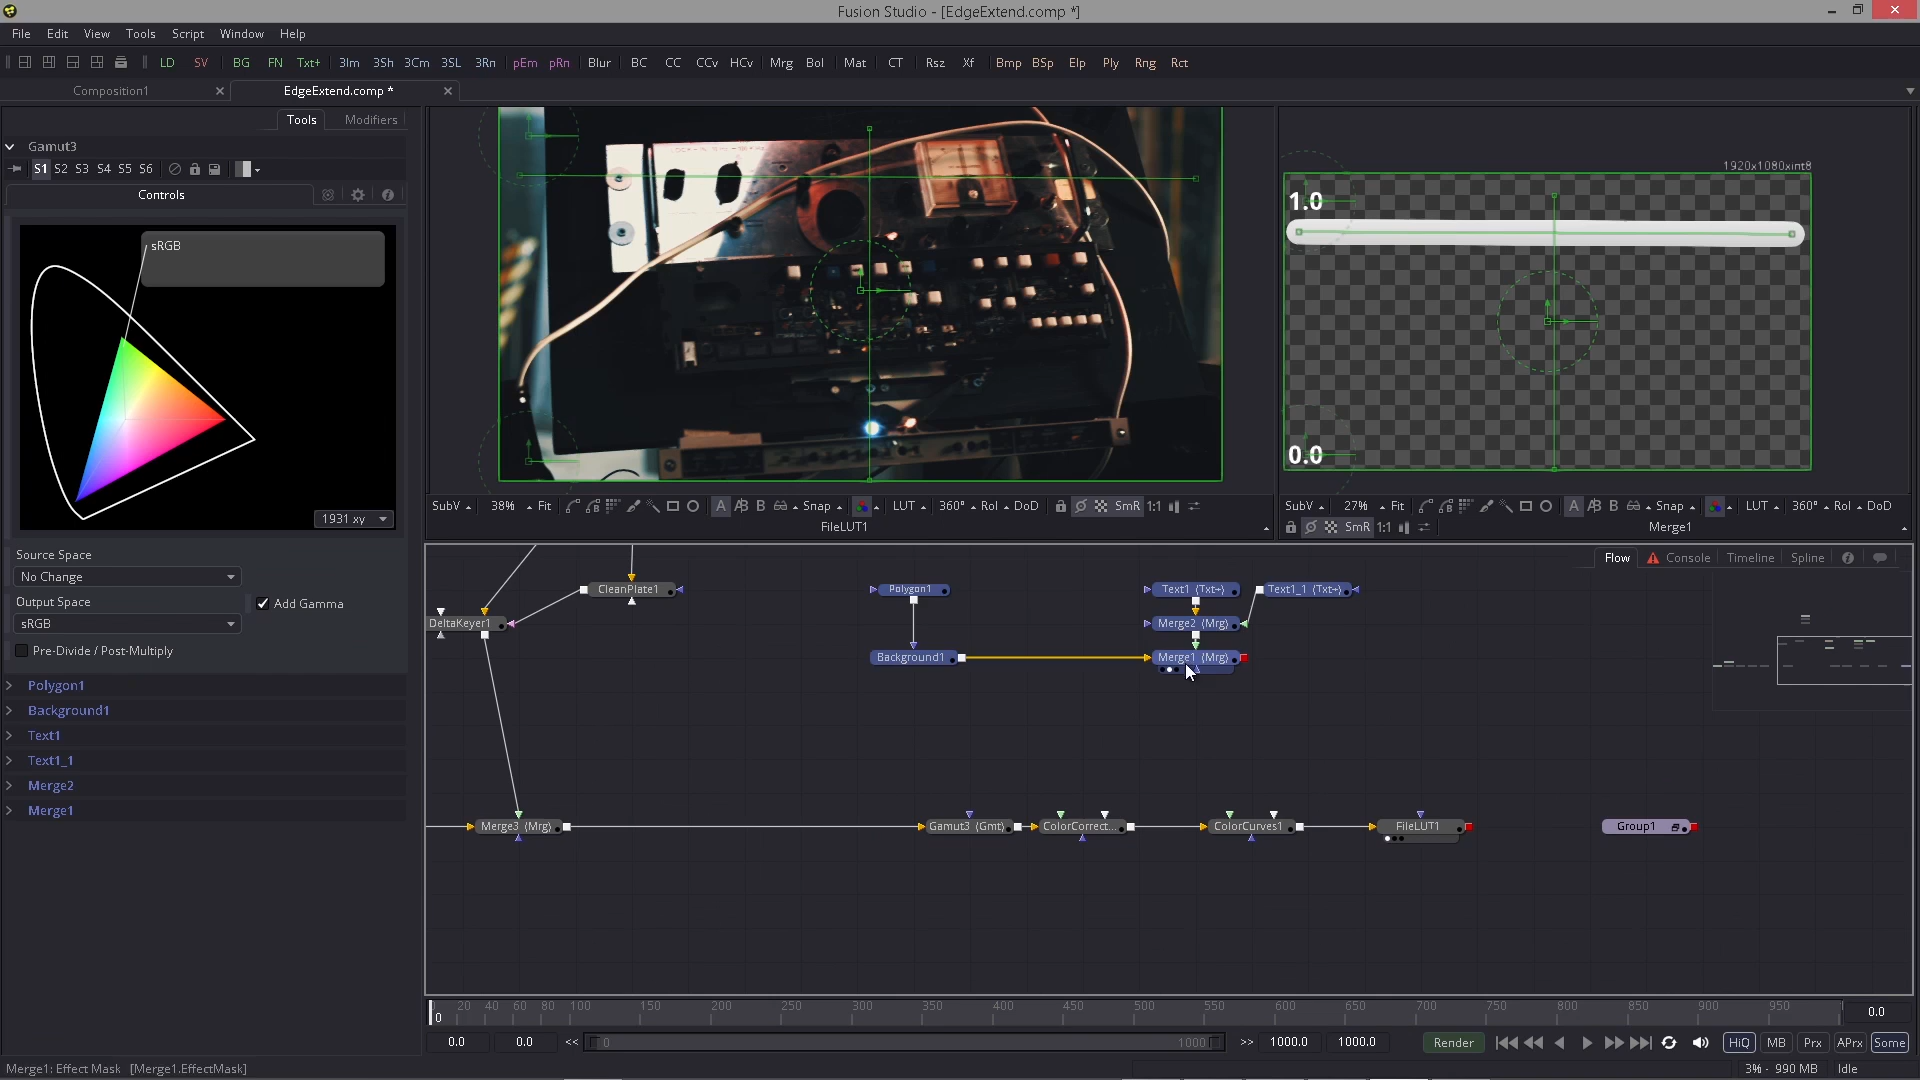 Fusion Studio - [EdgeExtend.comp *]
File Edit View Tools Script Window Help
LD SV BG FN Txt+ 3Im 3Sh 3Cm 3SL 3Rn pEm pRn Blur BC CC CCv HCv Mrg Bol Mat CT Rsz Xf Bmp BSp Elp Ply Rng Rct
Composition1 EdgeExtend.comp *
Tools Modifiers
Gamut3
S1 S2 S3 S4 S5 S6
Controls
sRGB
1931 xy
Source Space
No Change
Output Space
sRGB
Add Gamma
Pre-Divide / Post-Multiply
Polygon1
Background1
Text1
Text1_1
Merge2
Merge1
1920x1080xint8
1.0
0.0
SubV 38% Fit A A|B B Snap LUT 360° RoI DoD SmR 1:1
FileLUT1
SubV 27% Fit A A|B B Snap LUT 360° RoI DoD
SmR 1:1 Merge1
Flow Console Timeline Spline
CleanPlate1 Polygon1 Text1 (Txt+) Text1_1 (Txt+)
DeltaKeyer1 Merge2 (Mrg)
Background1 Merge1 (Mrg)
Merge3 (Mrg) Gamut3 (Gmt) ColorCorrect... ColorCurves1 FileLUT1 Group1
0 20 40 60 80 100 150 200 250 300 350 400 450 500 550 600 650 700 750 800 850 900 950 0.0
0.0 0.0 << 0 1000 >> 1000.0 1000.0 Render HiQ MB Prx APrx Some
Merge1: Effect Mask [Merge1.EffectMask] 3% - 990 MB Idle